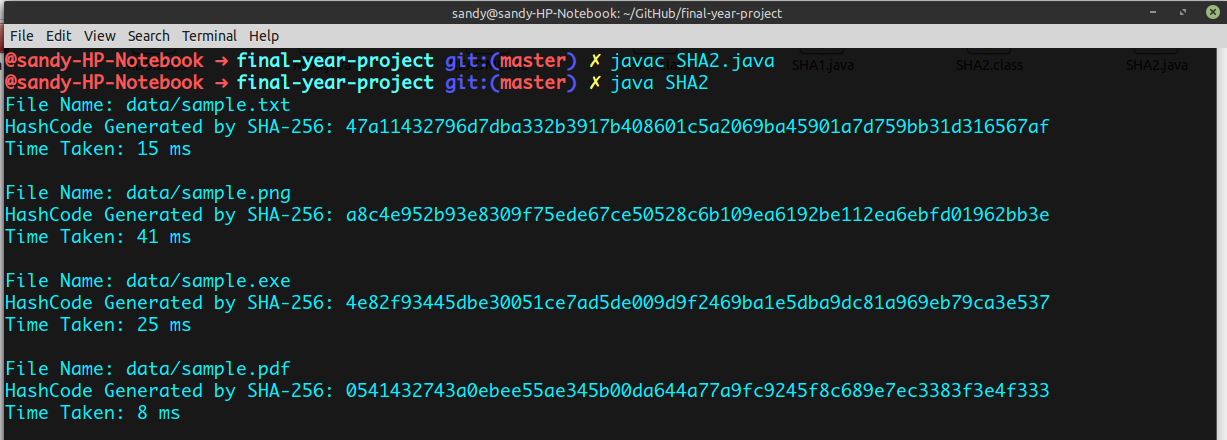 sandy@sandy-HP-Notebook: ~/GitHub/final-year-project
File Edit View Search Terminal Help
@sandy-HP-Notebook ➜ final-year-project git:(master) ✗ javac SHA2.java
SHA1.java SHA2.class SHA2.java
@sandy-HP-Notebook ➜ final-year-project git:(master) ✗ java SHA2
File Name: data/sample.txt
HashCode Generated by SHA-256: 47a11432796d7dba332b3917b408601c5a2069ba45901a7d759bb31d316567af
Time Taken: 15 ms
File Name: data/sample.png
HashCode Generated by SHA-256: a8c4e952b93e8309f75ede67ce50528c6b109ea6192be112ea6ebfd01962bb3e
Time Taken: 41 ms
File Name: data/sample.exe
HashCode Generated by SHA-256: 4e82f93445dbe30051ce7ad5de009d9f2469ba1e5dba9dc81a969eb79ca3e537
Time Taken: 25 ms
File Name: data/sample.pdf
HashCode Generated by SHA-256: 0541432743a0ebee55ae345b00da644a77a9fc9245f8c689e7ec3383f3e4f333
Time Taken: 8 ms